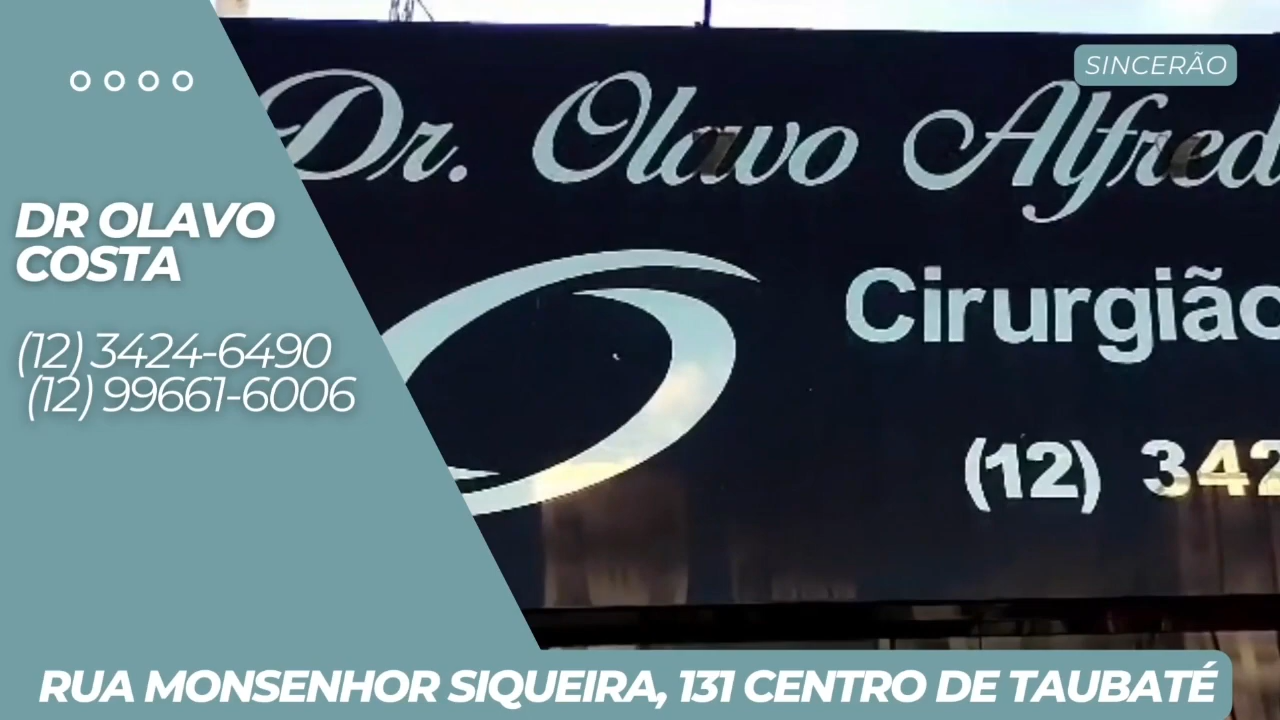 SINCERÃO
Dr. Olavo Alfred
Cirurgião
(12) 342
DR OLAVO
COSTA
(12) 3424-6490
(12) 99661-6006
RUA MONSENHOR SIQUEIRA, 131 CENTRO DE TAUBATÉ